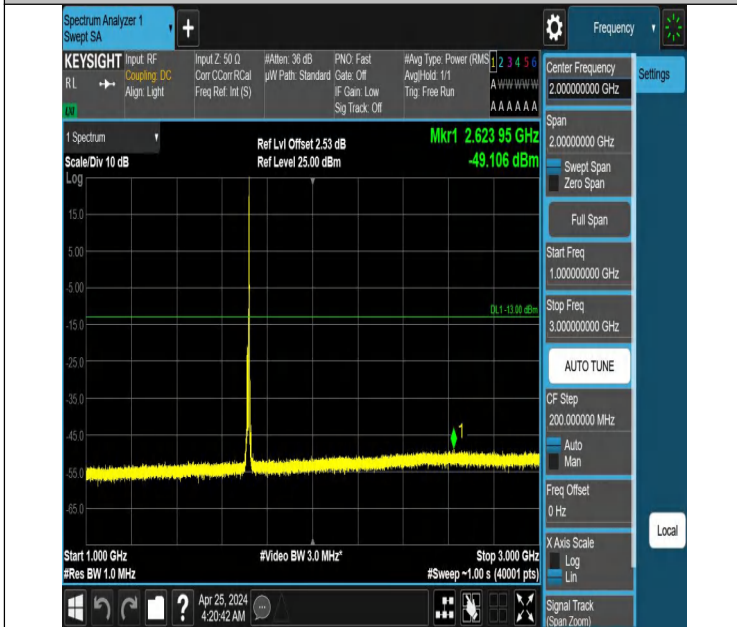 Spectrum Analyzer 1
Swept SA
+
Frequency
KEYSIGHT
RL
LXI
Input: RF
Coupling: DC
Align: Light
Input Z: 50 Ω
Corr CCorr RCal
Freq Ref: Int (S)
#Atten: 36 dB
µW Path: Standard
PNO: Fast
Gate: Off
IF Gain: Low
Sig Track: Off
#Avg Type: Power (RMS
Avg|Hold: 1/1
Trig: Free Run
1 2 3 4 5 6
A W W W W W
A A A A A A
1 Spectrum
Scale/Div 10 dB
Log
Ref Lvl Offset 2.53 dB
Ref Level 25.00 dBm
Mkr1 2.623 95 GHz
-49.106 dBm
15.0
5.00
-5.00
DL1 -13.00 dBm
-15.0
-25.0
-35.0
-45.0
1
-55.0
-65.0
Start 1.000 GHz
#Res BW 1.0 MHz
#Video BW 3.0 MHz*
Stop 3.000 GHz
#Sweep ~1.00 s (40001 pts)
?
Apr 25, 2024
4:20:42 AM
Center Frequency
2.000000000 GHz
Settings
Span
2.00000000 GHz
Swept Span
Zero Span
Full Span
Start Freq
1.000000000 GHz
Stop Freq
3.000000000 GHz
AUTO TUNE
CF Step
200.000000 MHz
Auto
Man
Freq Offset
0 Hz
X Axis Scale
Log
Lin
Local
Signal Track
(Span Zoom)